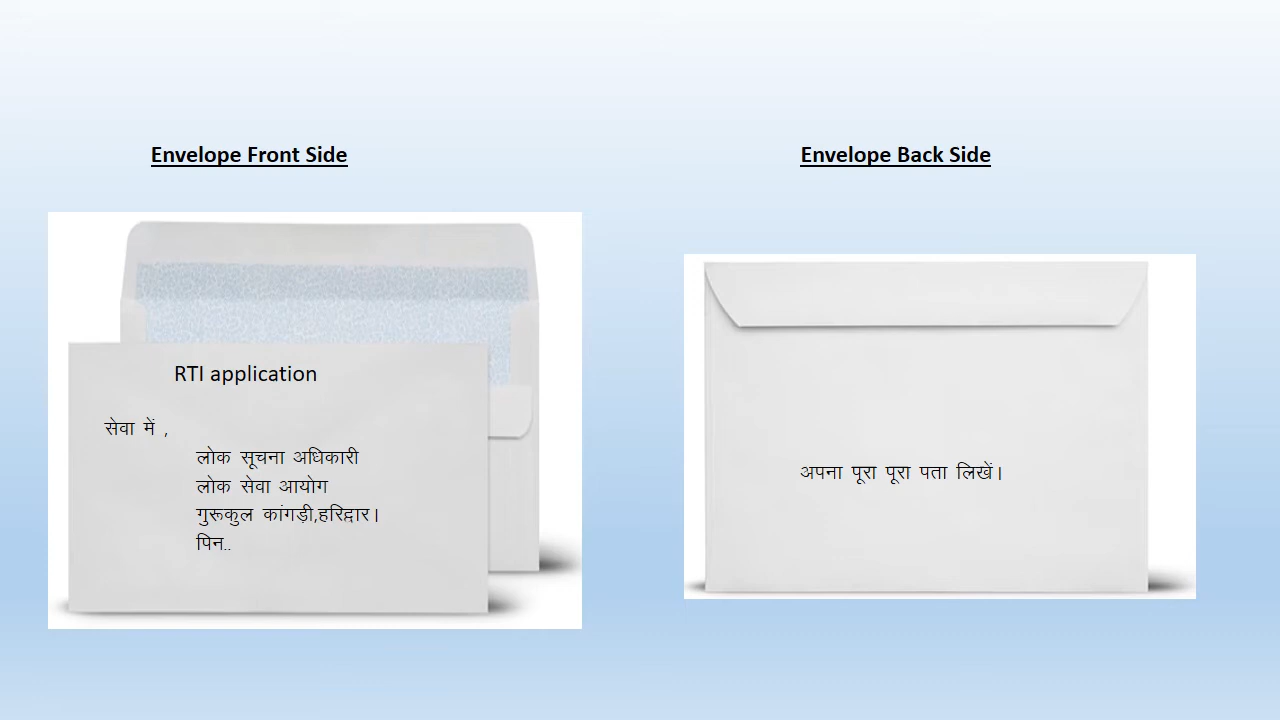 Envelope Front Side
Envelope Back Side
RTI application
सेवा में ,
लोक सूचना अधिकारी
लोक सेवा आयोग
गुरूकुल कांगड़ी,हरिद्वार।
पिन..
अपना पूरा पूरा पता लिखें।